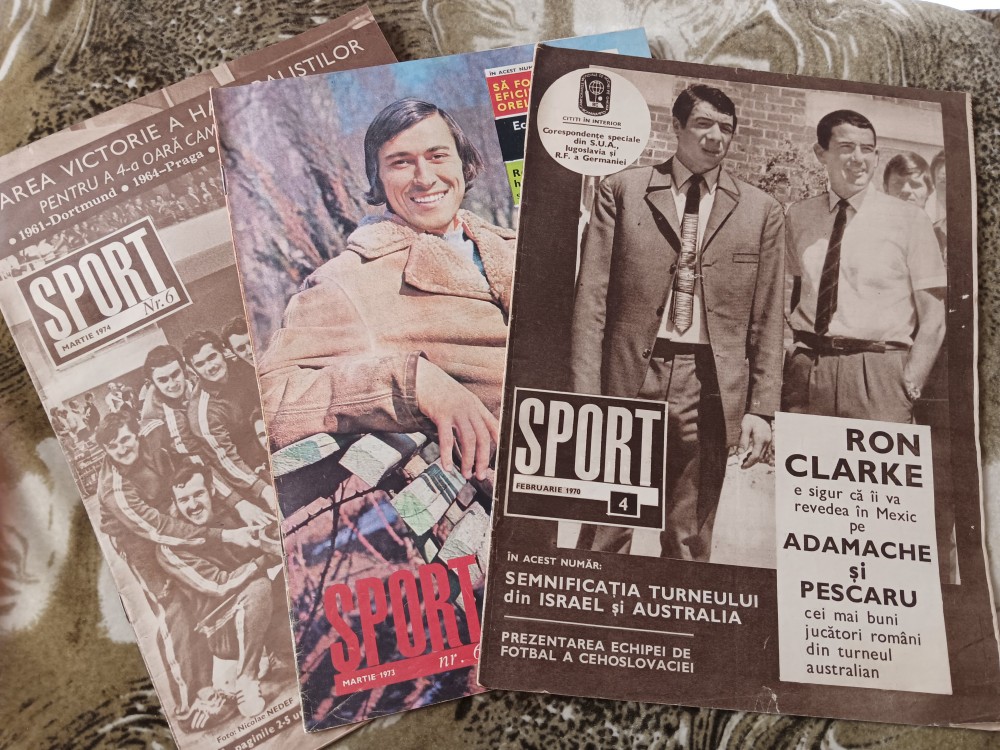 AREA VICTORIE A HA
ALIȘTILOR
PENTRU A 4-a OARĂ CAM
• 1961-Dortmund • 1964-Praga •
SPORT
Nr. 6
MARTIE 1974
Foto: Nicolae NEDEF
paginile 2-5
ÎN ACEST NUM
SĂ FO
EFICI
OREL
SPORT
nr. 6
MARTIE 1973
CITIȚI ÎN INTERIOR
Corespondențe speciale
din S.U.A.,
Iugoslavia și
R.F. a Germaniei
SPORT
FEBRUARIE 1970
4
ÎN ACEST NUMĂR:
SEMNIFICAȚIA TURNEULUI
din ISRAEL și AUSTRALIA
PREZENTAREA ECHIPEI DE
FOTBAL A CEHOSLOVACIEI
RON
CLARKE
e sigur că îi va
revedea în Mexic
pe
ADAMACHE
și
PESCARU
cei mai buni
jucători români
din turneul
australian